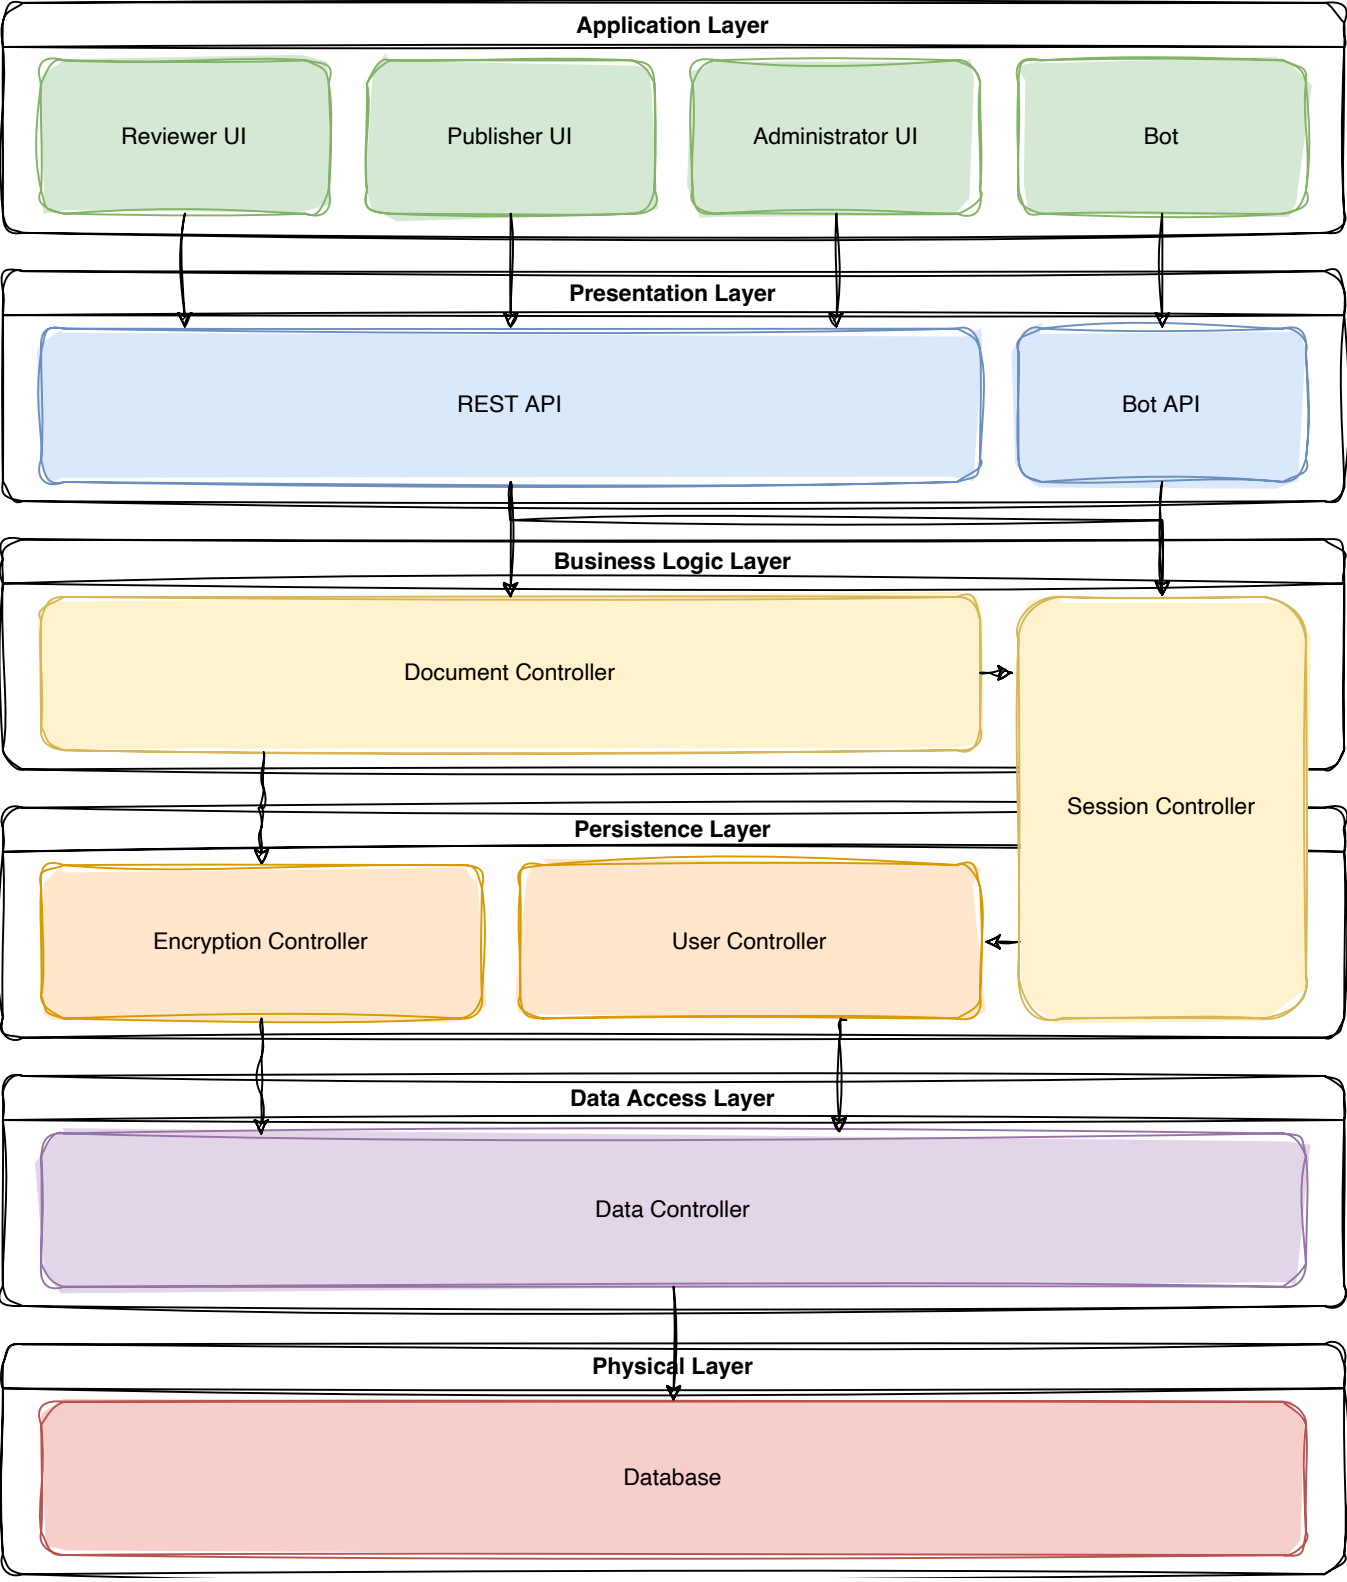 Application Layer
Reviewer UI
Publisher UI
Administrator UI
Bot
Presentation Layer
REST API
Bot API
Business Logic Layer
Document Controller
Session Controller
Persistence Layer
Encryption Controller
User Controller
Data Access Layer
Data Controller
Physical Layer
Database